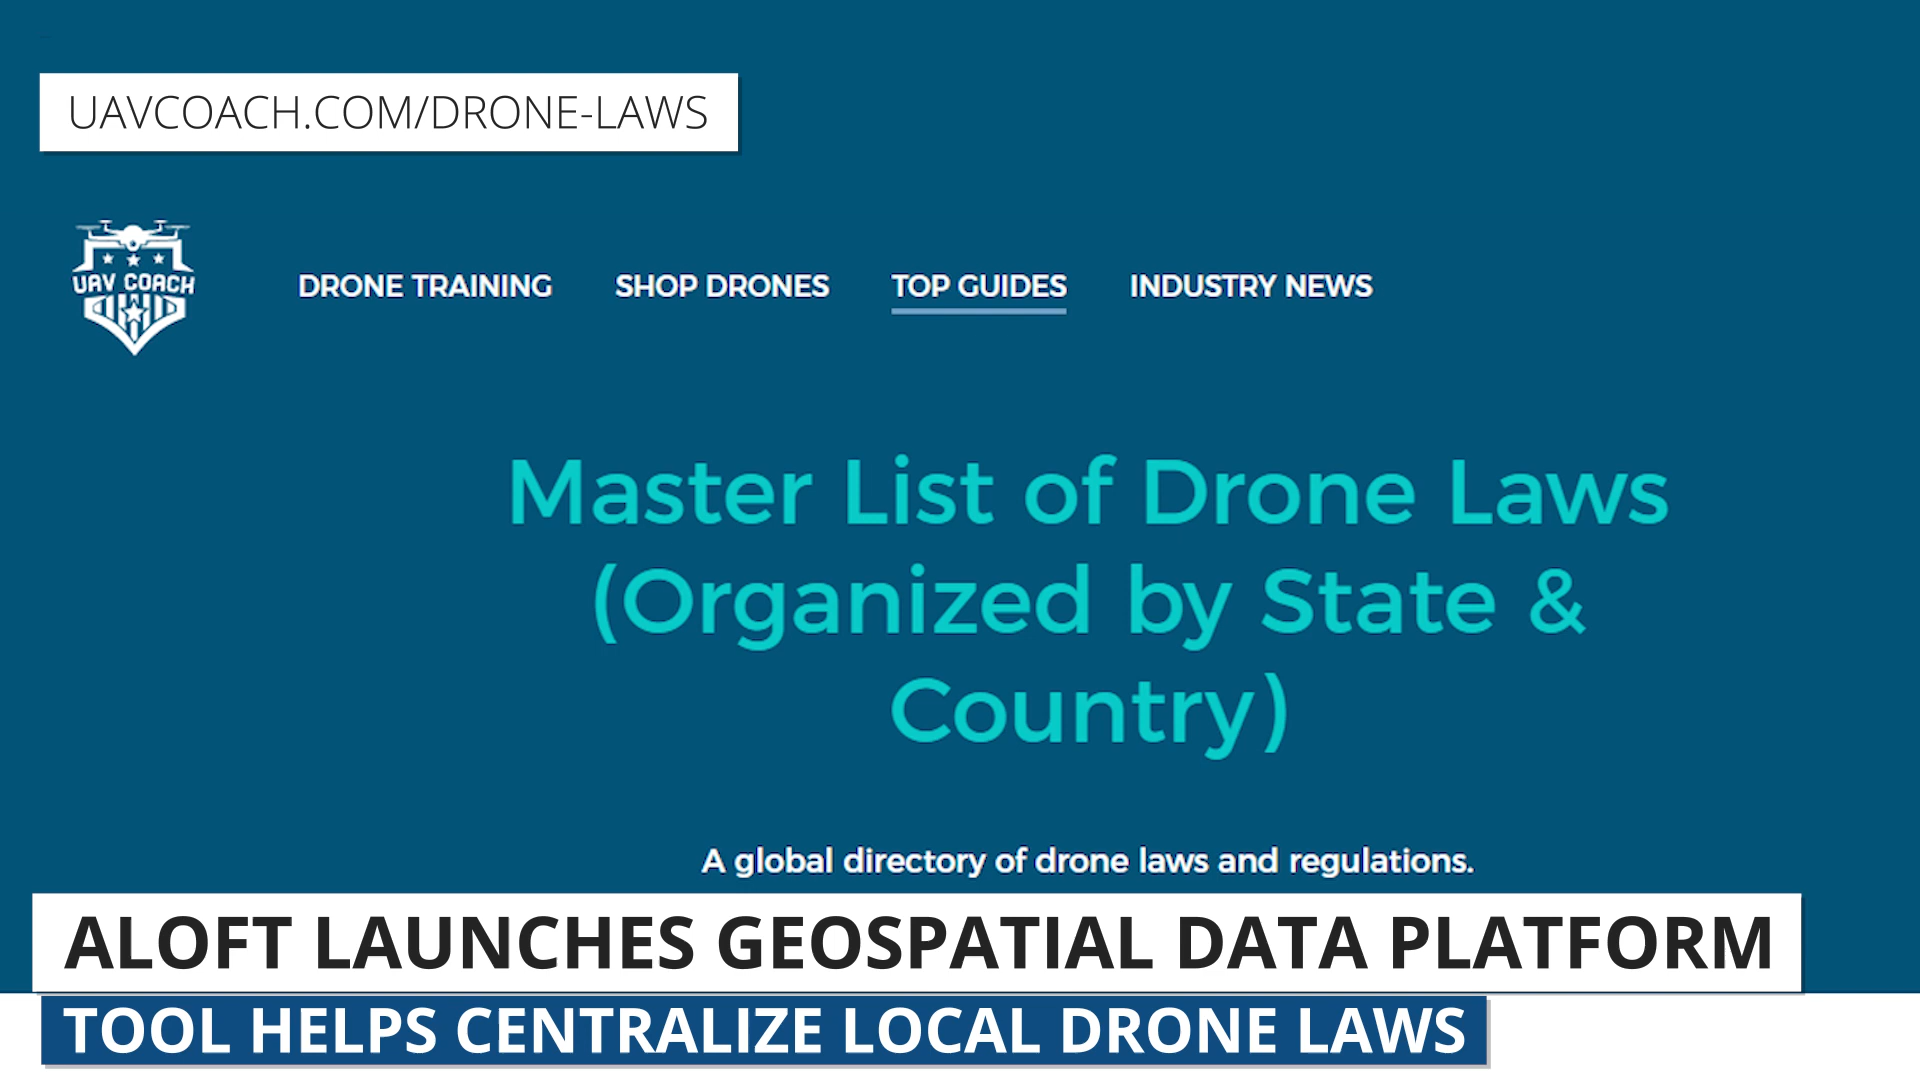 UAVCOACH.COM/DRONE-LAWS
UAV COACH
DRONE TRAINING SHOP DRONES TOP GUIDES INDUSTRY NEWS
Master List of Drone Laws
(Organized by State &
Country)
A global directory of drone laws and regulations.
ALOFT LAUNCHES GEOSPATIAL DATA PLATFORM
TOOL HELPS CENTRALIZE LOCAL DRONE LAWS